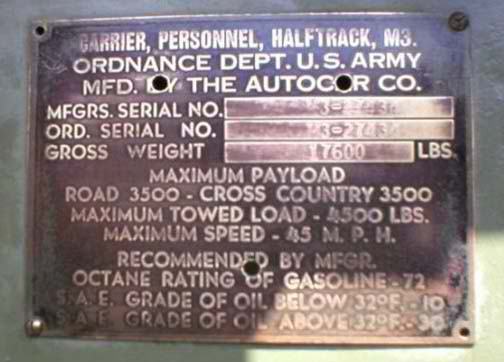 CARRIER, PERSONNEL, HALFTRACK, M3.
ORDNANCE DEPT. U.S. ARMY
MFD. BY THE AUTOCAR CO.
MFGRS. SERIAL NO.
ORD. SERIAL NO.
GROSS WEIGHT 17600 LBS.
MAXIMUM PAYLOAD
ROAD 3500 - CROSS COUNTRY 3500
MAXIMUM TOWED LOAD - 4500 LBS.
MAXIMUM SPEED - 45 M. P. H.
RECOMMENDED BY MFGR.
OCTANE RATING OF GASOLINE - 72
S.A.E. GRADE OF OIL BELOW 32°F. - 10
S.A.E. GRADE OF OIL ABOVE 32°F. - 30